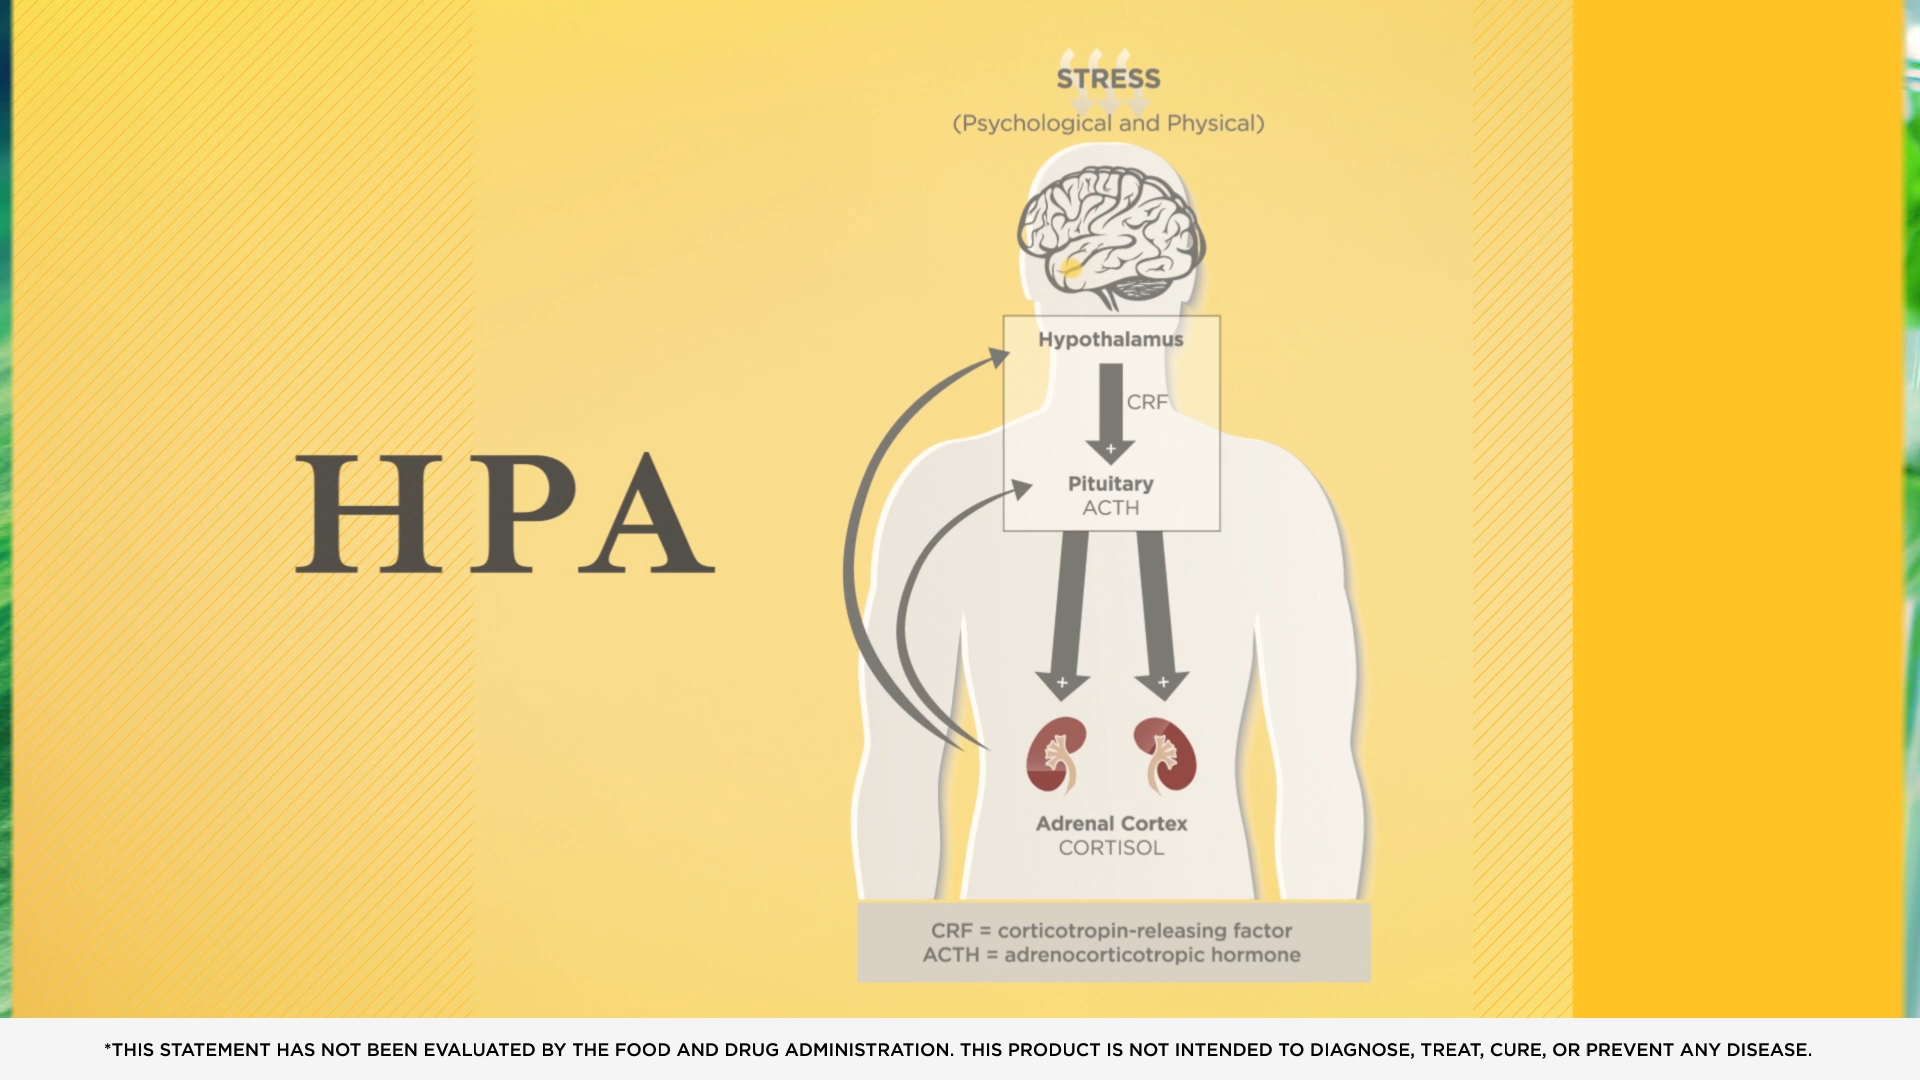 STRESS
(Psychological and Physical)
Hypothalamus
CRF
+
HPA
Pituitary
ACTH
+ +
Adrenal Cortex
CORTISOL
CRF = corticotropin-releasing factor
ACTH = adrenocorticotropic hormone
*THIS STATEMENT HAS NOT BEEN EVALUATED BY THE FOOD AND DRUG ADMINISTRATION. THIS PRODUCT IS NOT INTENDED TO DIAGNOSE, TREAT, CURE, OR PREVENT ANY DISEASE.